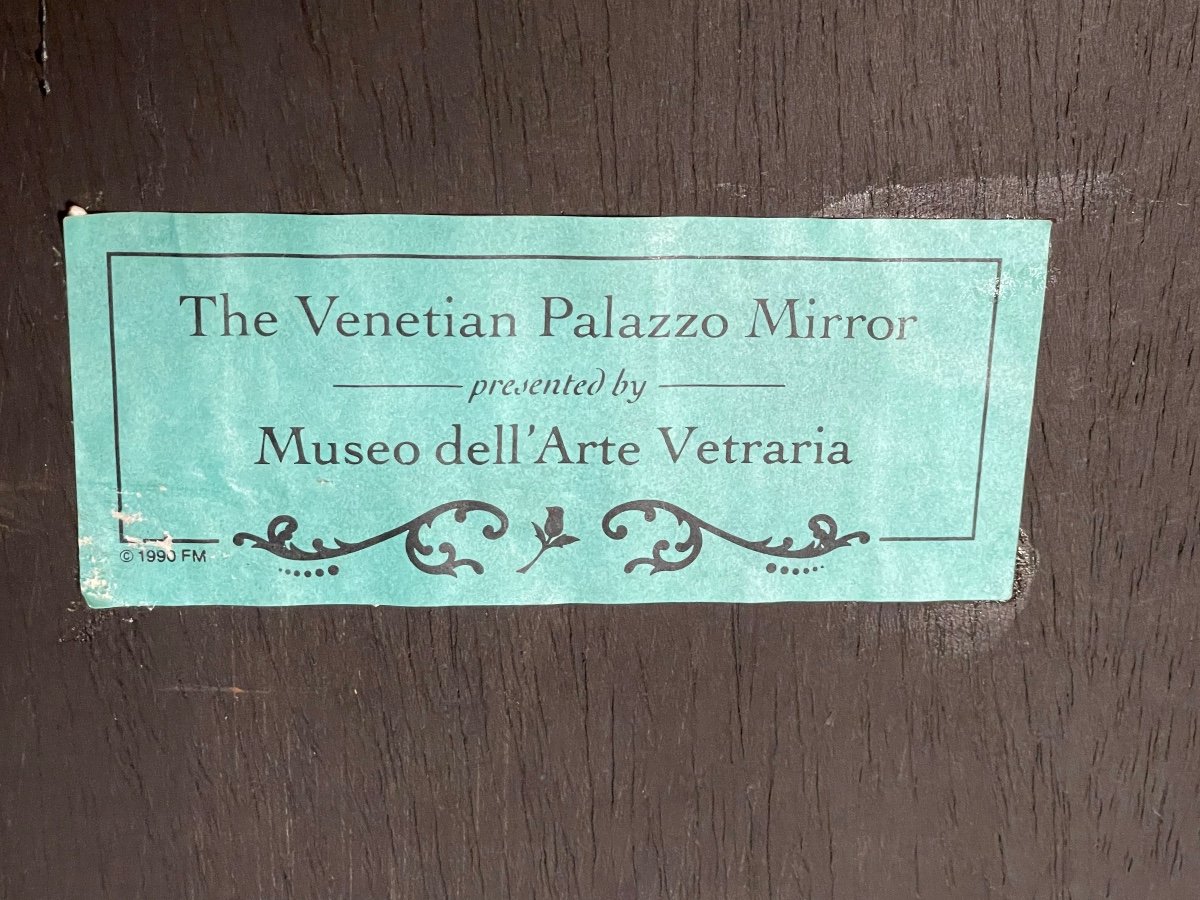 The Venetian Palazzo Mirror
presented by
Museo dell'Arte Vetraria
© 1990 FM